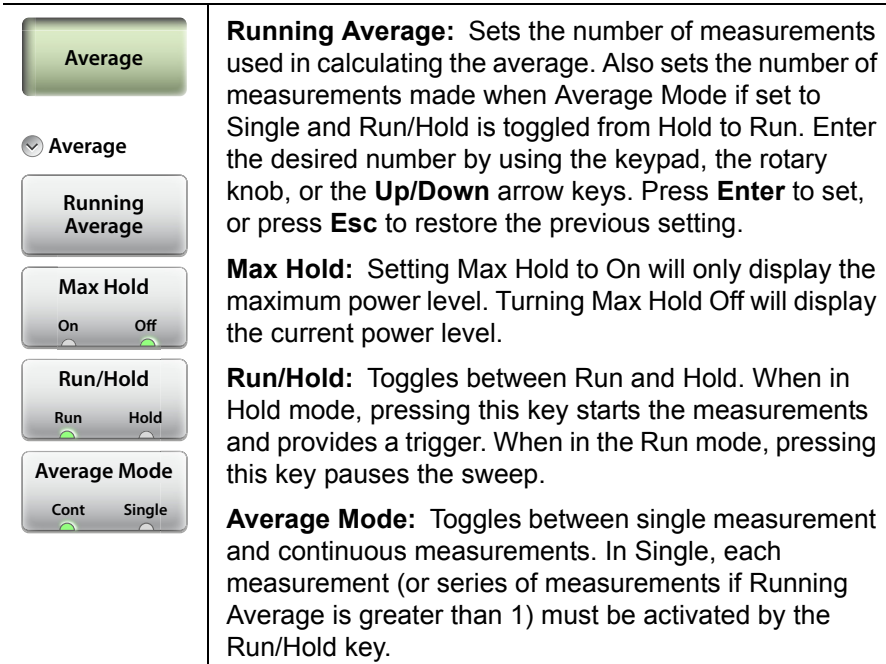 Average
Average
Running
Average
Max Hold
On Off
Run/Hold
Run Hold
Average Mode
Cont Single
Running Average: Sets the number of measurements
used in calculating the average. Also sets the number of
measurements made when Average Mode if set to
Single and Run/Hold is toggled from Hold to Run. Enter
the desired number by using the keypad, the rotary
knob, or the Up/Down arrow keys. Press Enter to set,
or press Esc to restore the previous setting.
Max Hold: Setting Max Hold to On will only display the
maximum power level. Turning Max Hold Off will display
the current power level.
Run/Hold: Toggles between Run and Hold. When in
Hold mode, pressing this key starts the measurements
and provides a trigger. When in the Run mode, pressing
this key pauses the sweep.
Average Mode: Toggles between single measurement
and continuous measurements. In Single, each
measurement (or series of measurements if Running
Average is greater than 1) must be activated by the
Run/Hold key.